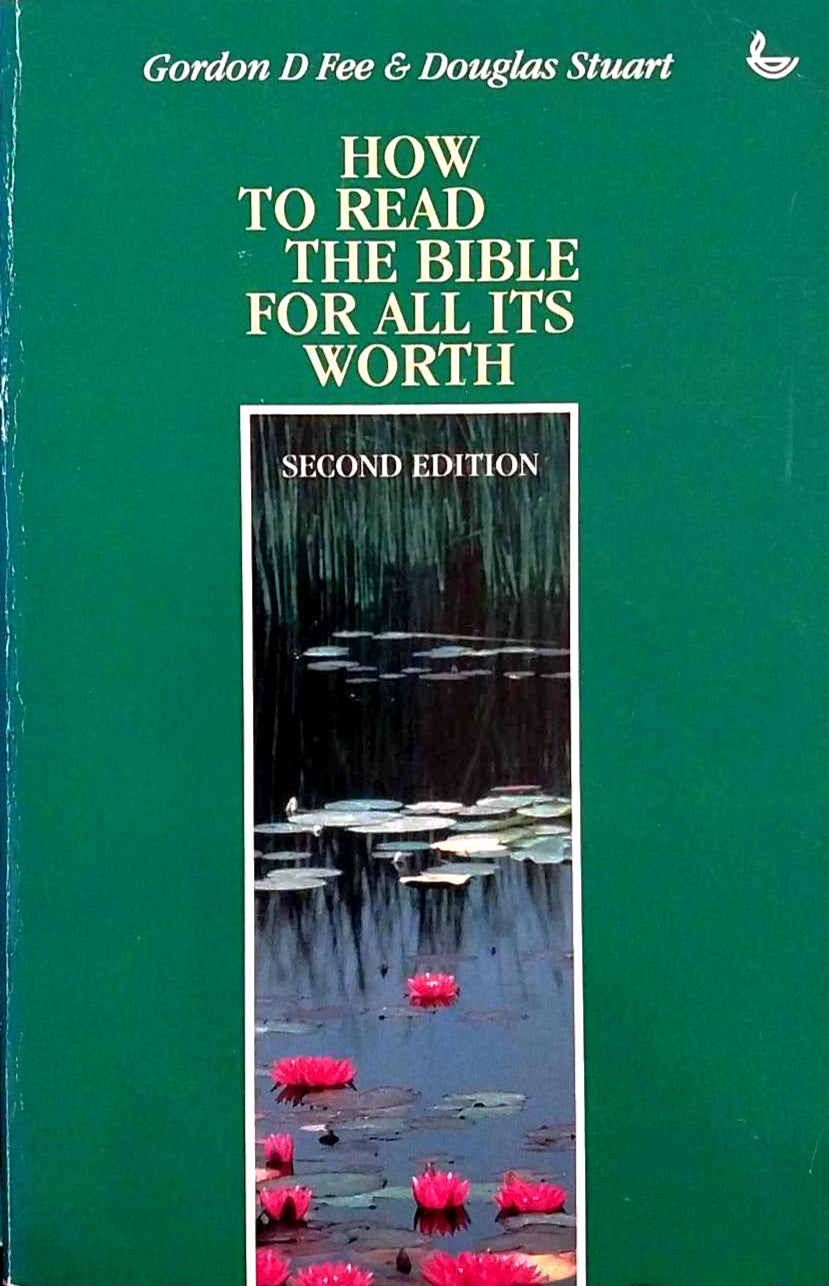 Gordon D Fee & Douglas Stuart
HOW
TO READ
THE BIBLE
FOR ALL ITS
WORTH
SECOND EDITION